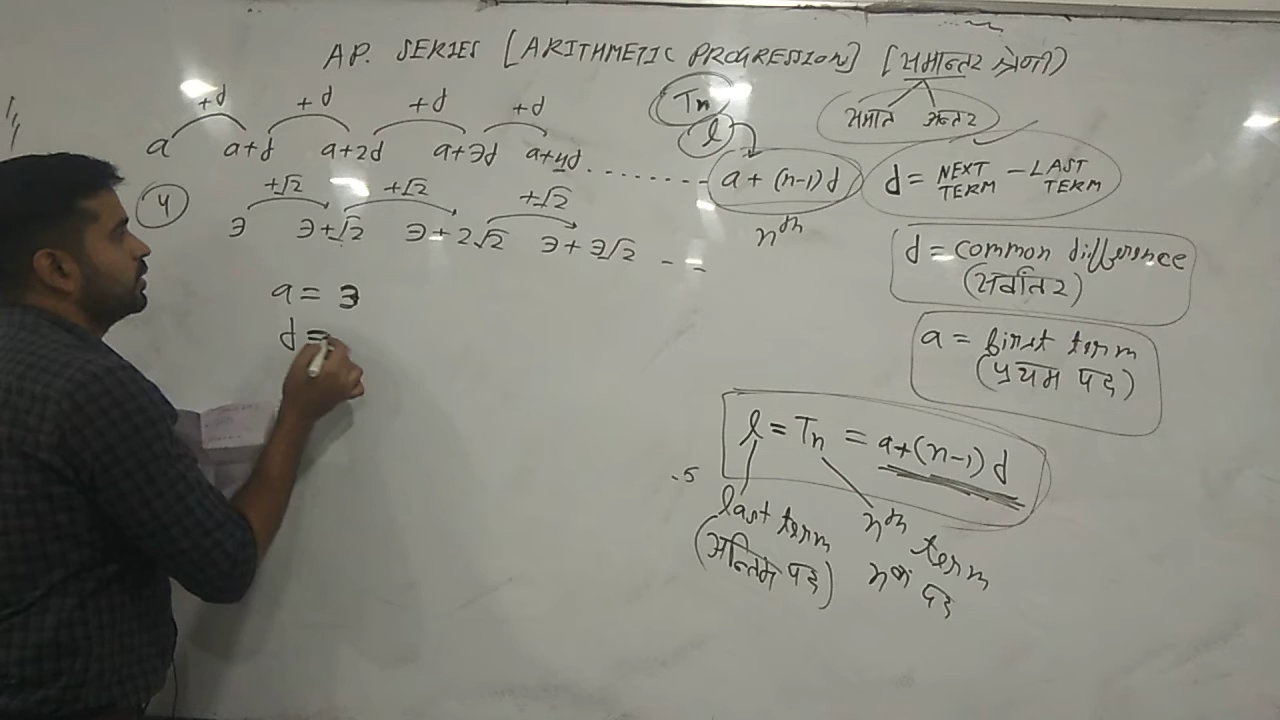 AP. SERIES [ARITHMETIC PROGRESSION] [समान्तर श्रेणी)
समान अन्तर
+d +d +d +d
Tn
l
a a+d a+2d a+3d a+4d ........ a + (n-1) d
nth
d = NEXT TERM - LAST TERM
+√2 +√2 +√2
4 3 3+√2 3+2√2 3+3√2 - - -
d = common difference
(सर्वान्तर)
a = 3
d =
a = first term
(प्रथम पद)
l = Tn = a+(n-1) d
.5
last term
(अन्तिम पद)
nth term
nवां पद